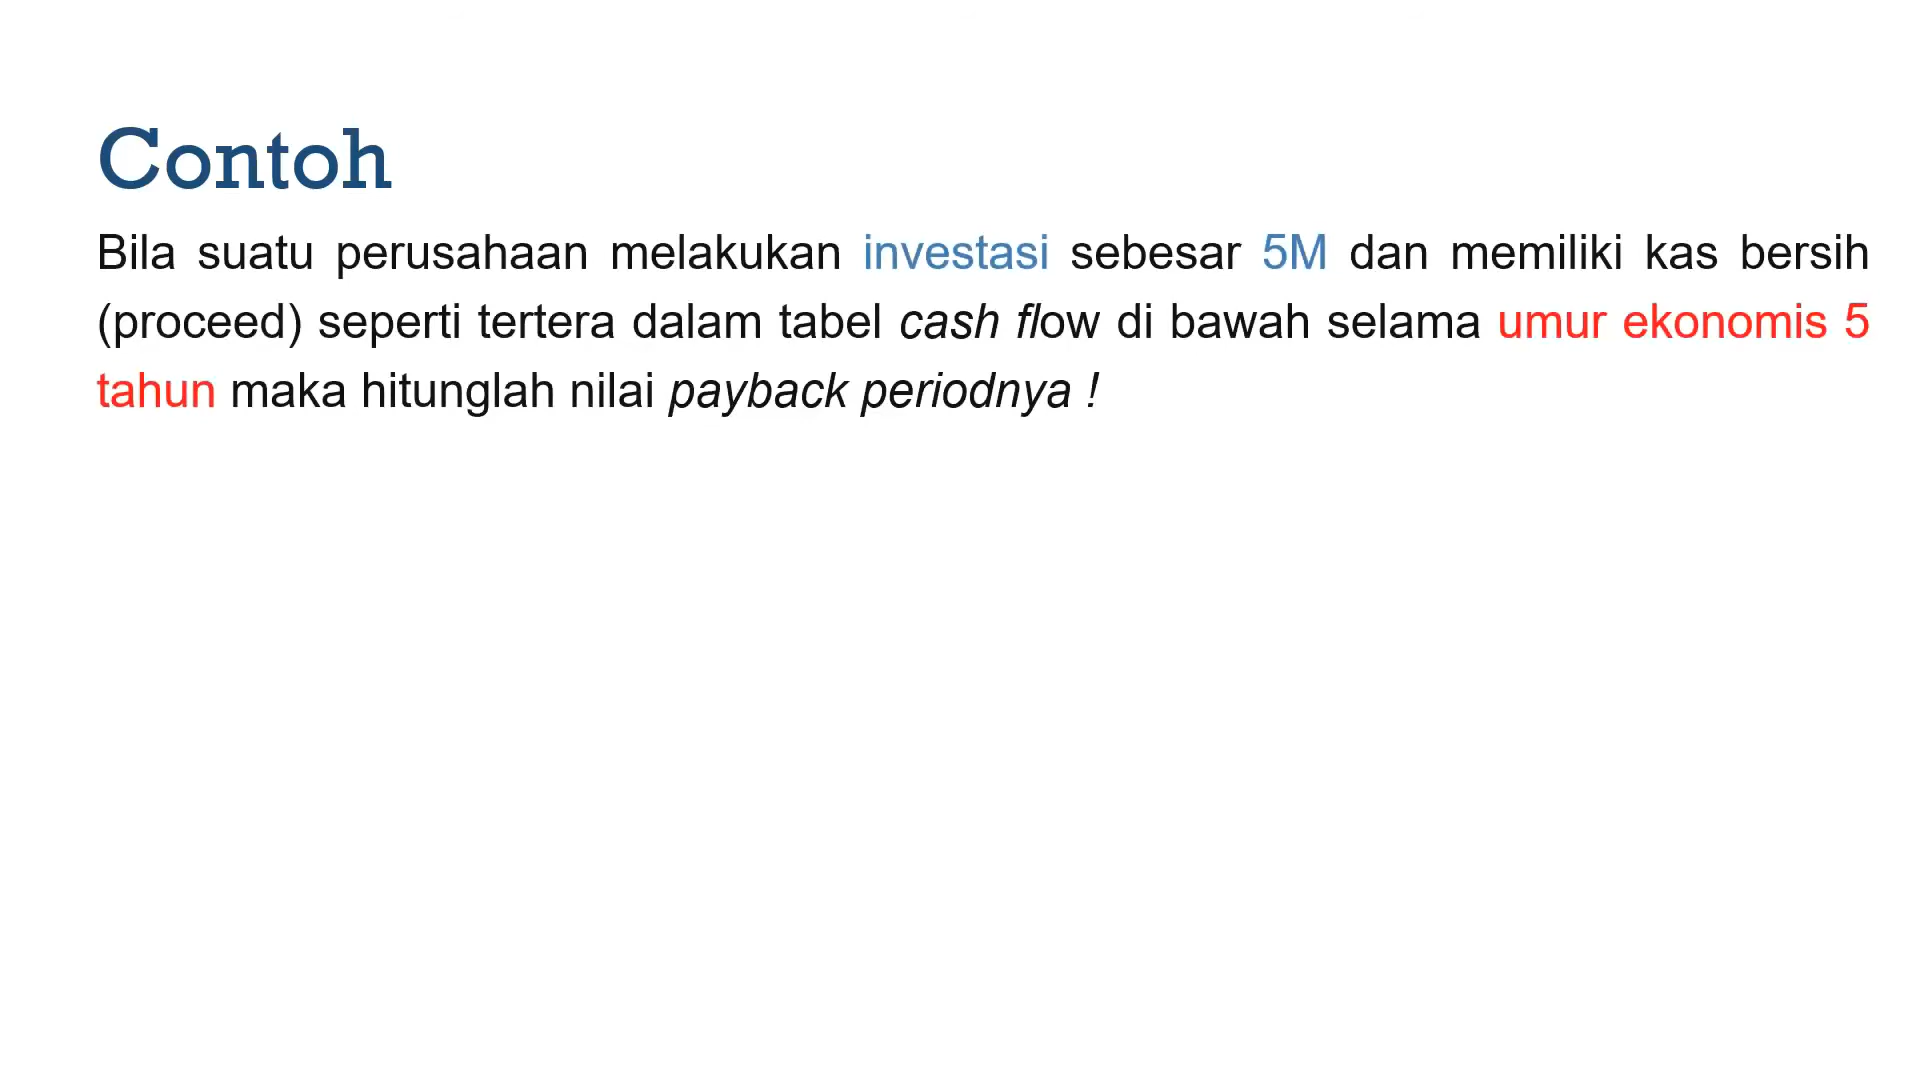 Contoh
Bila suatu perusahaan melakukan investasi sebesar 5M dan memiliki kas bersih
(proceed) seperti tertera dalam tabel cash flow di bawah selama umur ekonomis 5
tahun maka hitunglah nilai payback periodnya !